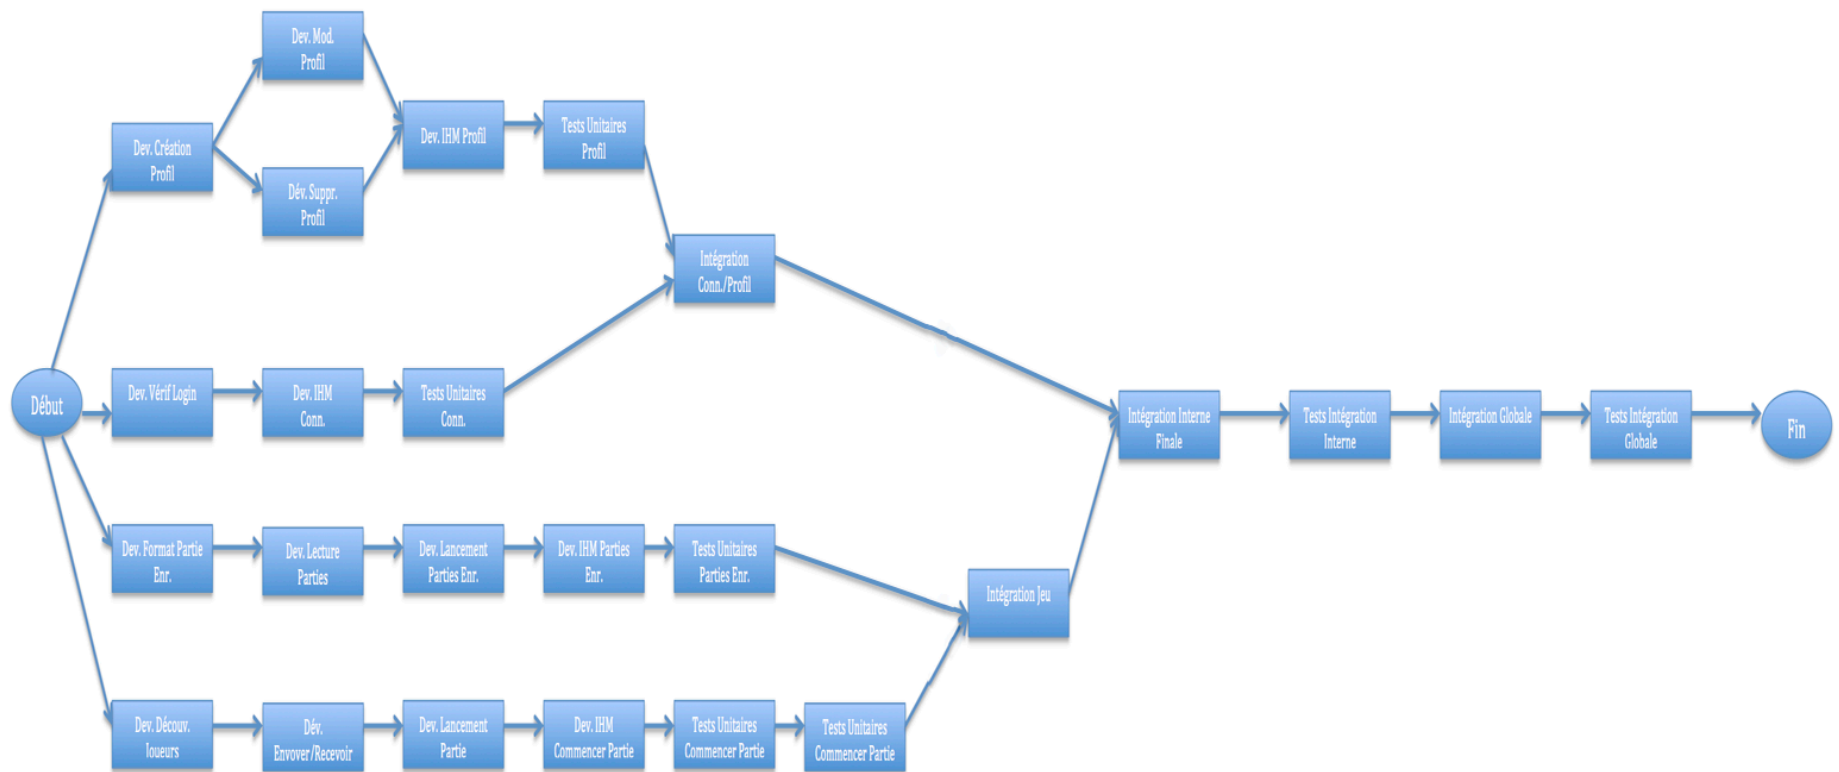 Dev. Mod.
Profil
Dev. Création
Profil
Dév. Suppr.
Profil
Dev. IHM Profil
Tests Unitaires
Profil
Intégration
Conn./Profil
Début
Dev. Vérif Login
Dev. IHM
Conn.
Tests Unitaires
Conn.
Intégration Interne
Finale
Tests Intégration
Interne
Intégration Globale
Tests Intégration
Globale
Fin
Dev. Format Partie
Enr.
Dev. Lecture
Parties
Dev. Lancement
Parties Enr.
Dev. IHM Parties
Enr.
Tests Unitaires
Parties Enr.
Intégration Jeu
Dev. Découv.
Joueurs
Dév.
Envoyer/Recevoir
Dev. Lancement
Partie
Dev. IHM
Commencer Partie
Tests Unitaires
Commencer Partie
Tests Unitaires
Commencer Partie